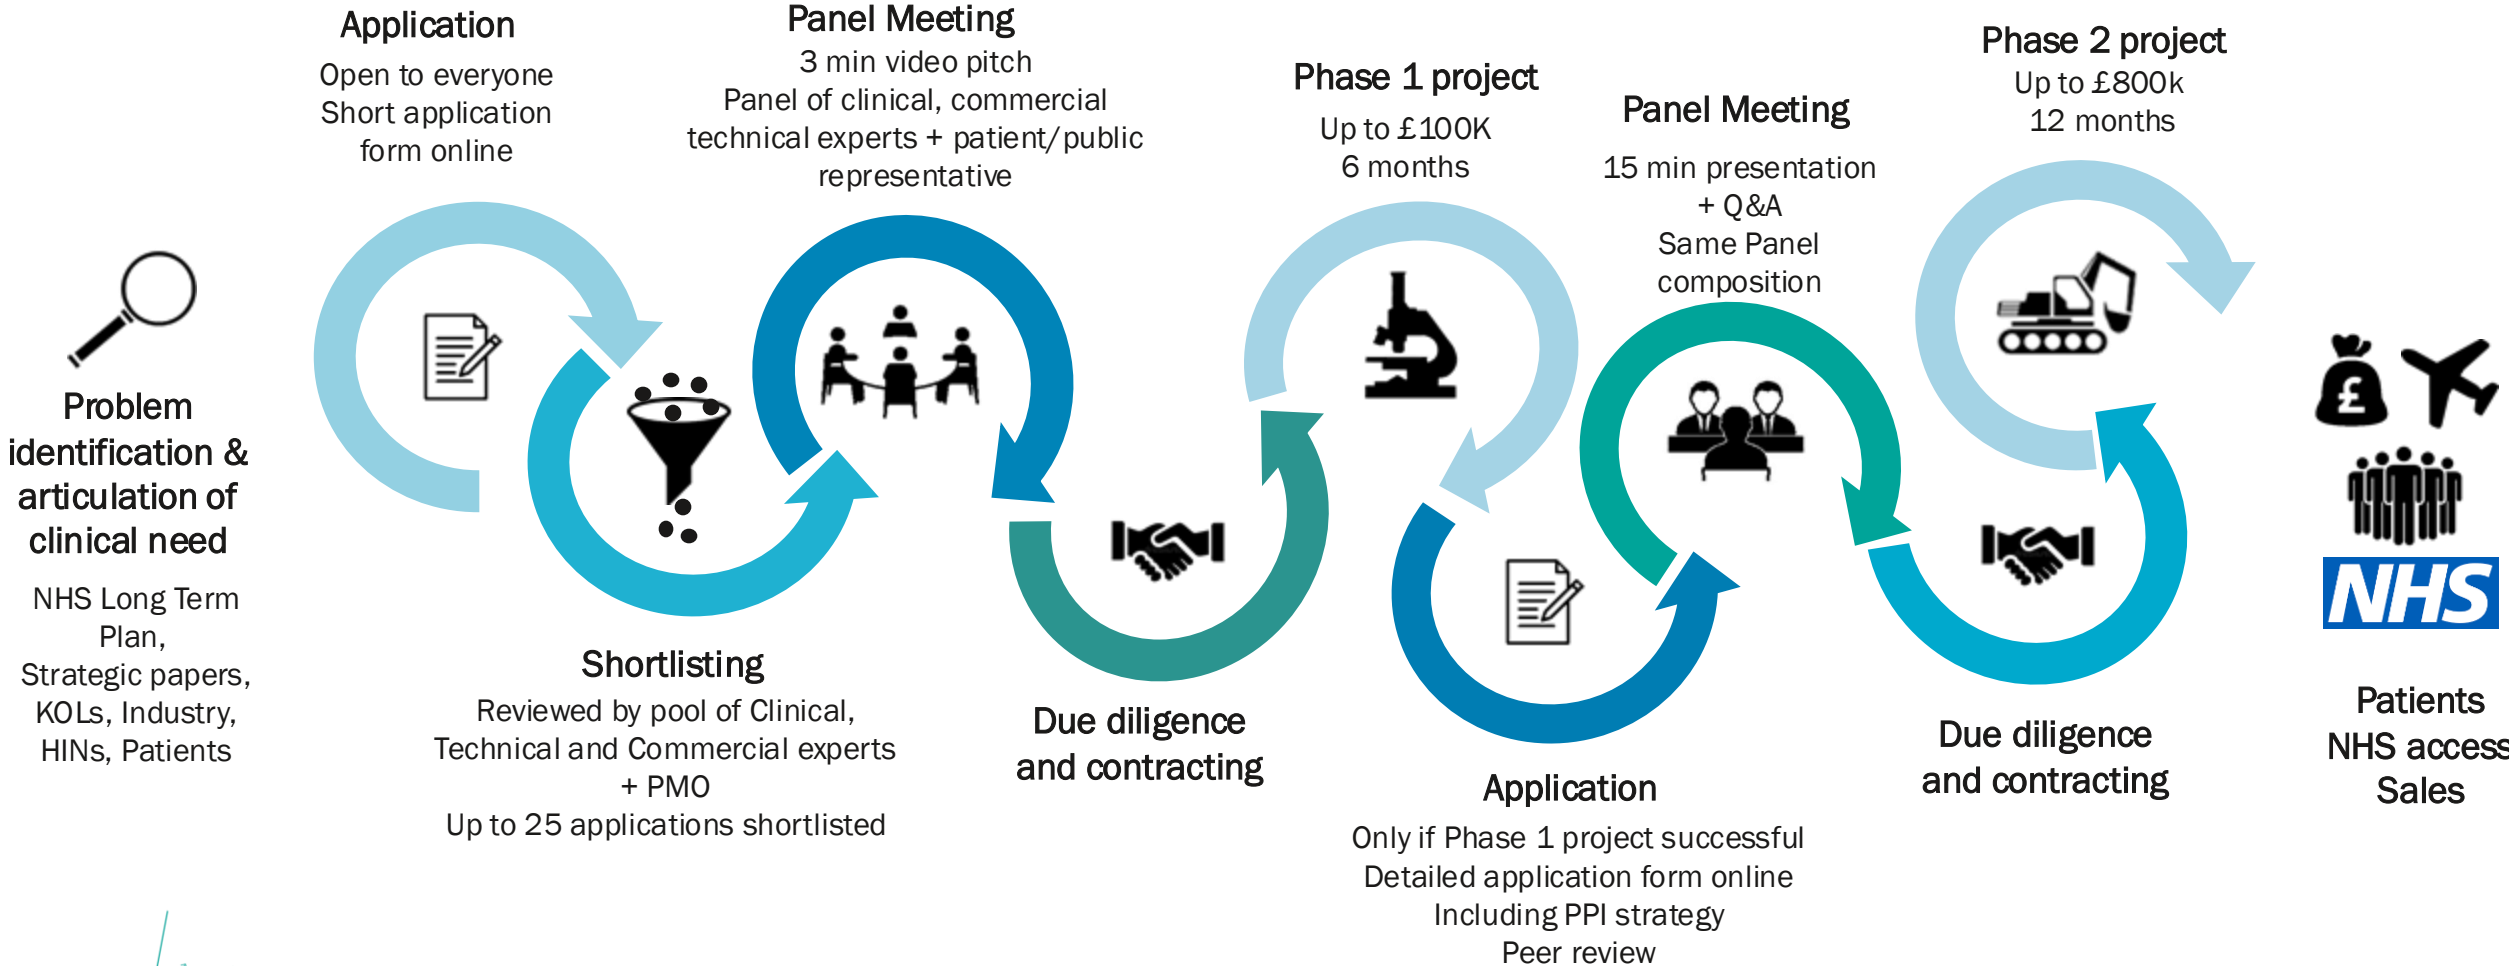 Problem
identification &
articulation of
clinical need
NHS Long Term
Plan,
Strategic papers,
KOLs, Industry,
HINs, Patients
Application
Open to everyone
Short application
form online
Shortlisting
Reviewed by pool of Clinical,
Technical and Commercial experts
+ PMO
Up to 25 applications shortlisted
Panel Meeting
3 min video pitch
Panel of clinical, commercial
technical experts + patient/public
representative
Due diligence
and contracting
Phase 1 project
Up to £100K
6 months
Application
Only if Phase 1 project successful
Detailed application form online
Including PPI strategy
Peer review
Panel Meeting
15 min presentation
+ Q&A
Same Panel
composition
Due diligence
and contracting
Phase 2 project
Up to £800k
12 months
£
NHS
Patients
NHS access
Sales